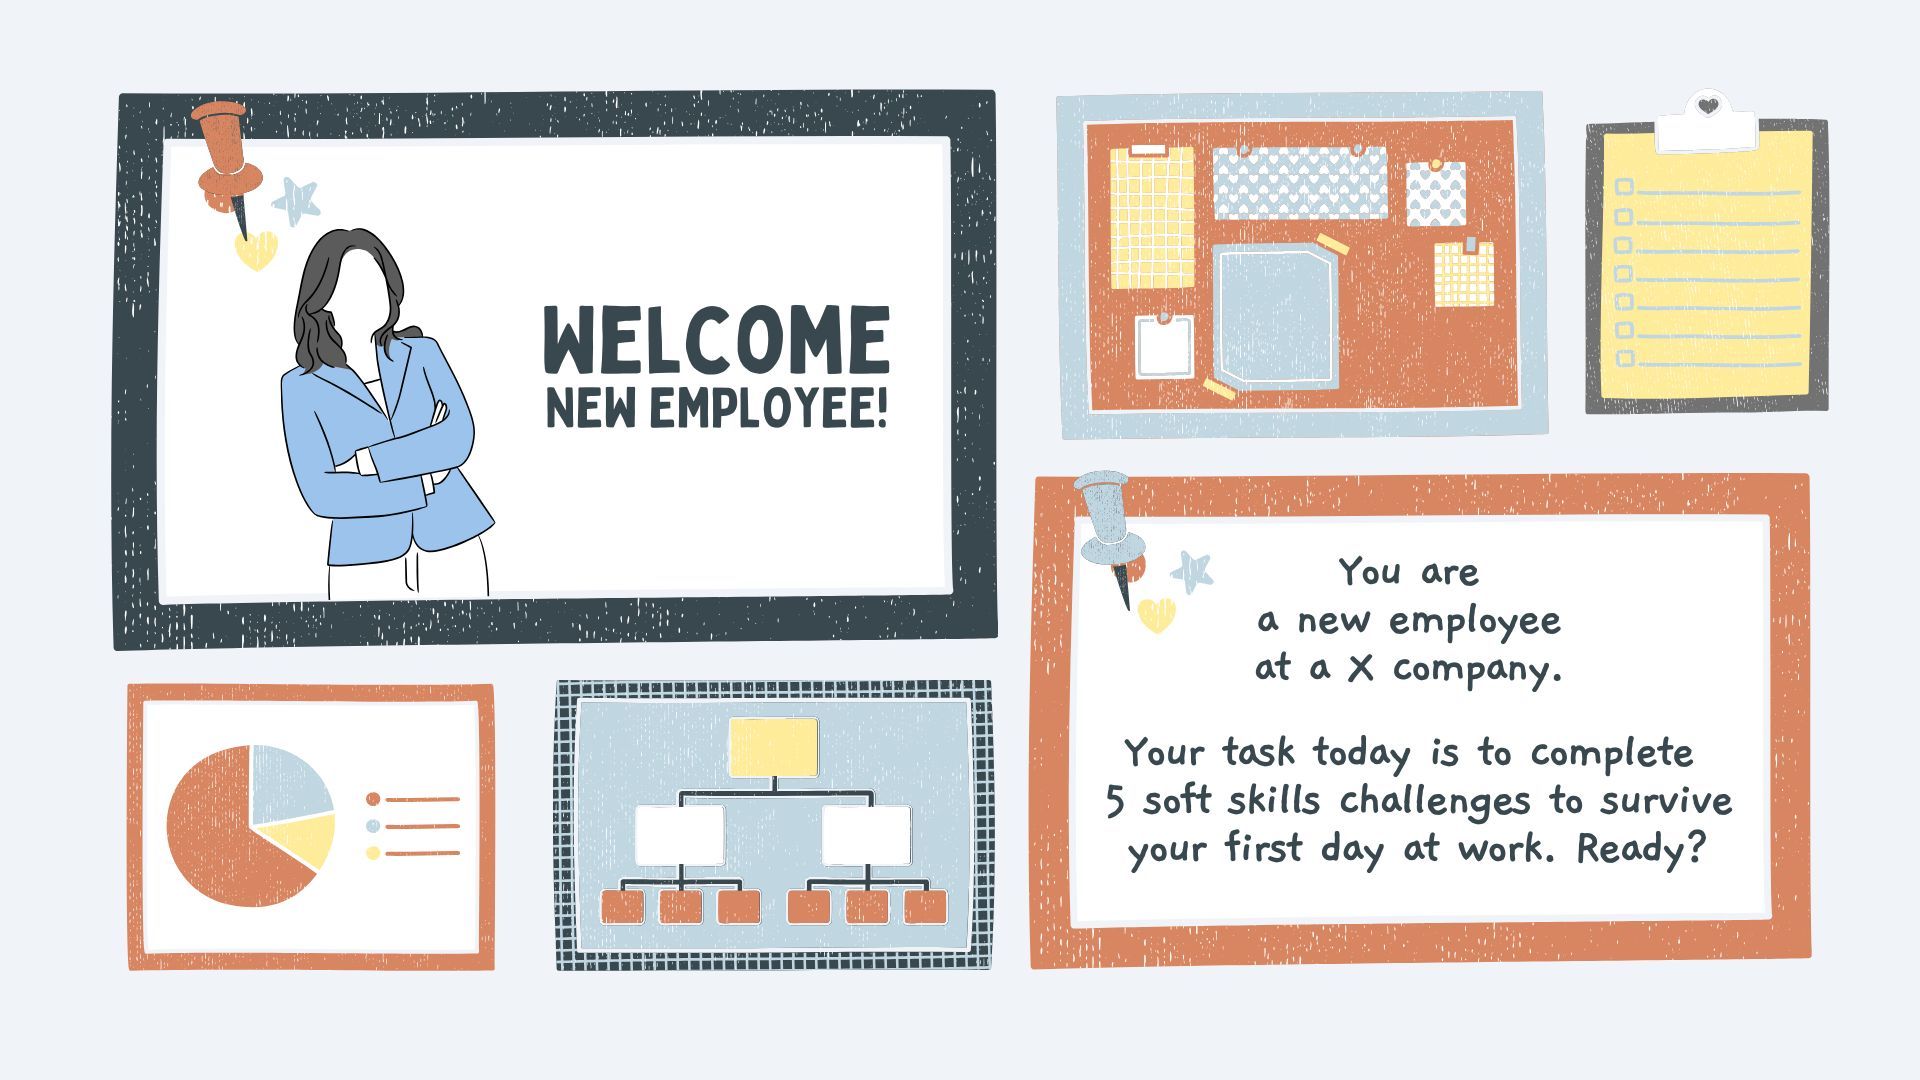 WELCOME
NEW EMPLOYEE!
You are
a new employee
at a X company.
Your task today is to complete
5 soft skills challenges to survive
your first day at work. Ready?